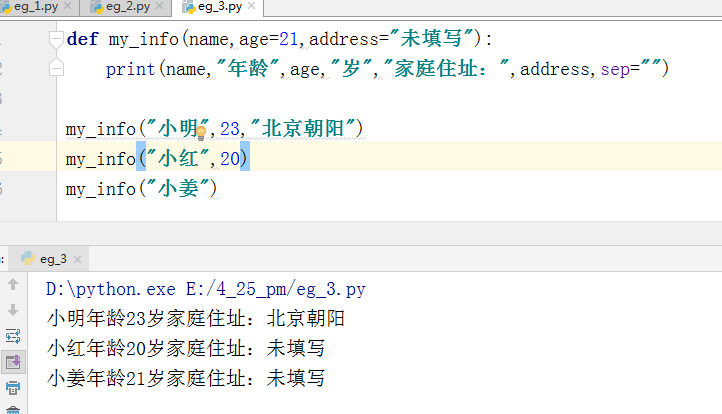 eg_1.py × eg_2.py × eg_3.py ×
def my_info(name,age=21,address="未填写"):
print(name,"年龄",age,"岁","家庭住址：",address,sep="")
my_info("小明",23,"北京朝阳")
my_info("小红",20)
my_info("小姜")
eg_3 ×
D:\python.exe E:/4_25_pm/eg_3.py
小明年龄23岁家庭住址：北京朝阳
小红年龄20岁家庭住址：未填写
小姜年龄21岁家庭住址：未填写